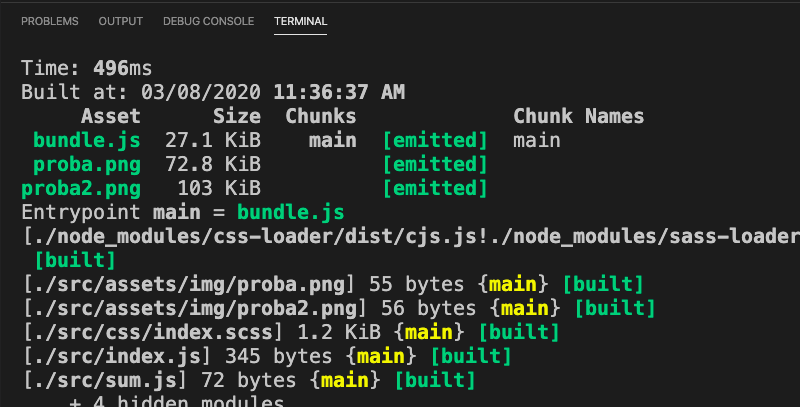 PROBLEMS OUTPUT DEBUG CONSOLE TERMINAL
Time: 496ms
Built at: 03/08/2020 11:36:37 AM
Asset Size Chunks Chunk Names
bundle.js 27.1 KiB main [emitted] main
proba.png 72.8 KiB [emitted]
proba2.png 103 KiB [emitted]
Entrypoint main = bundle.js
[./node_modules/css-loader/dist/cjs.js!./node_modules/sass-loader
[built]
[./src/assets/img/proba.png] 55 bytes {main} [built]
[./src/assets/img/proba2.png] 56 bytes {main} [built]
[./src/css/index.scss] 1.2 KiB {main} [built]
[./src/index.js] 345 bytes {main} [built]
[./src/sum.js] 72 bytes {main} [built]
+ 4 hidden modules